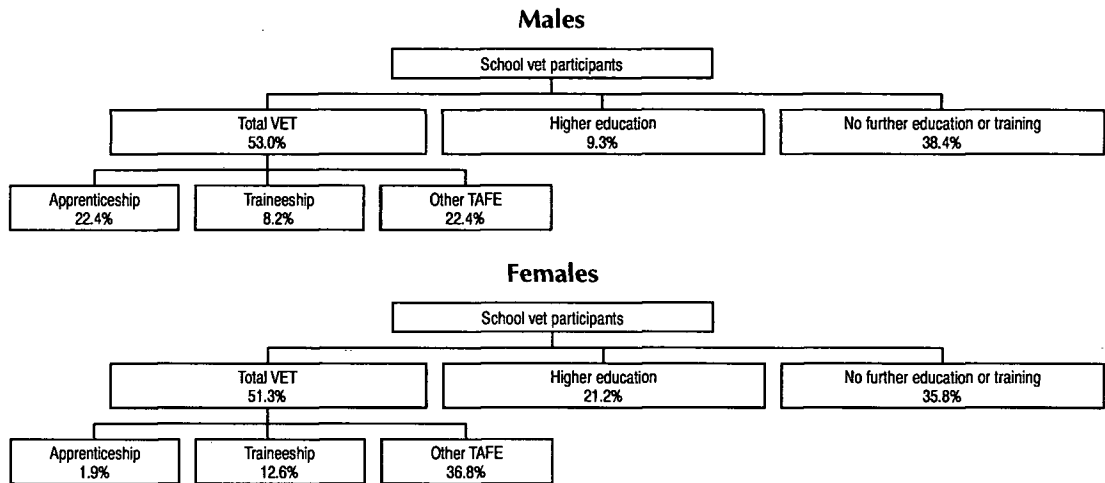 Males
School vet participants
Total VET
53.0%
Higher education
9.3%
No further education or training
38.4%
Apprenticeship
22.4%
Traineeship
8.2%
Other TAFE
22.4%
Females
School vet participants
Total VET
51.3%
Higher education
21.2%
No further education or training
35.8%
Apprenticeship
1.9%
Traineeship
12.6%
Other TAFE
36.8%